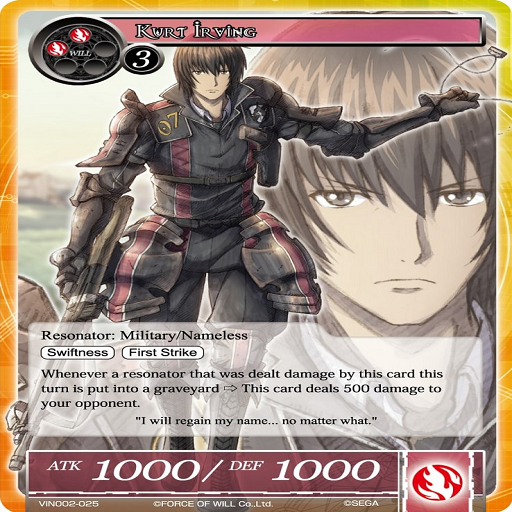 Kurt Irving
WILL
3
07
Resonator: Military/Nameless
Swiftness First Strike
Whenever a resonator that was dealt damage by this card this
turn is put into a graveyard ⇨ This card deals 500 damage to
your opponent.
"I will regain my name... no matter what."
ATK 1000 / DEF 1000
VIN002-025 ©FORCE OF WILL Co.,Ltd. ©SEGA